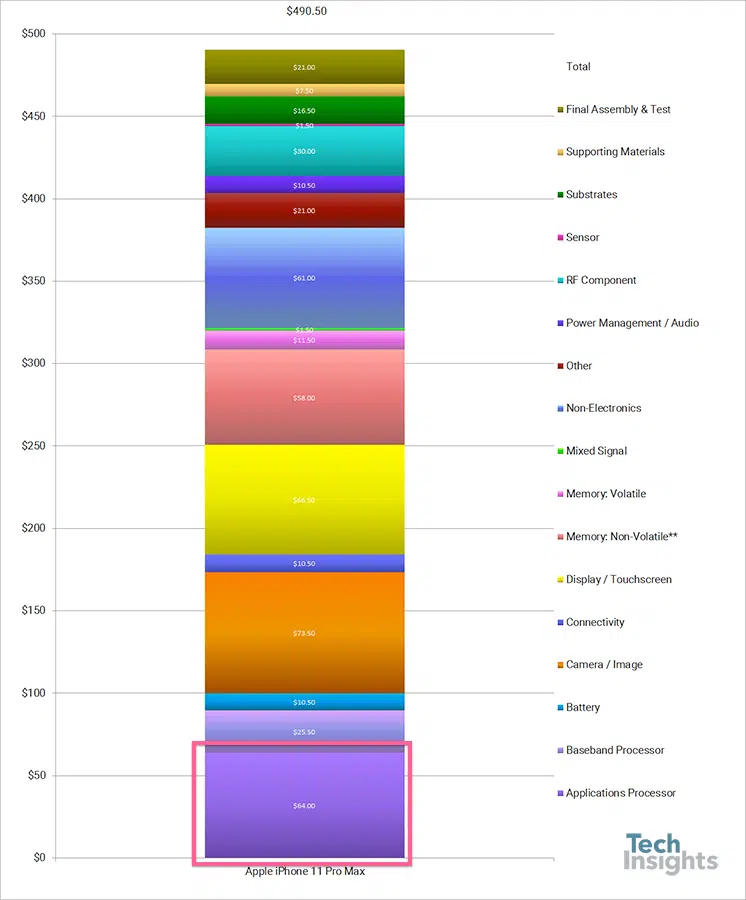 $490.50
$500
$450
$400
$350
$300
$250
$200
$150
$100
$50
$0
$21.00
$7.50
$16.50
$1.50
$30.00
$10.50
$21.00
$61.00
$1.50
$11.50
$58.00
$66.50
$10.50
$73.50
$10.50
$25.50
$64.00
Apple iPhone 11 Pro Max
Total
Final Assembly & Test
Supporting Materials
Substrates
Sensor
RF Component
Power Management / Audio
Other
Non-Electronics
Mixed Signal
Memory: Volatile
Memory: Non-Volatile**
Display / Touchscreen
Connectivity
Camera / Image
Battery
Baseband Processor
Applications Processor
Tech
Insights